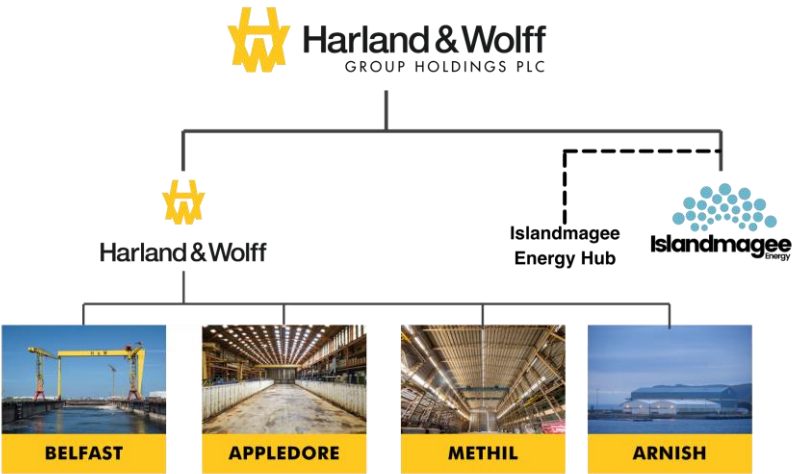 Harland & Wolff
GROUP HOLDINGS PLC
Harland & Wolff
Islandmagee
Energy Hub
Islandmagee
Energy
H & W
BELFAST
APPLEDORE
METHIL
ARNISH